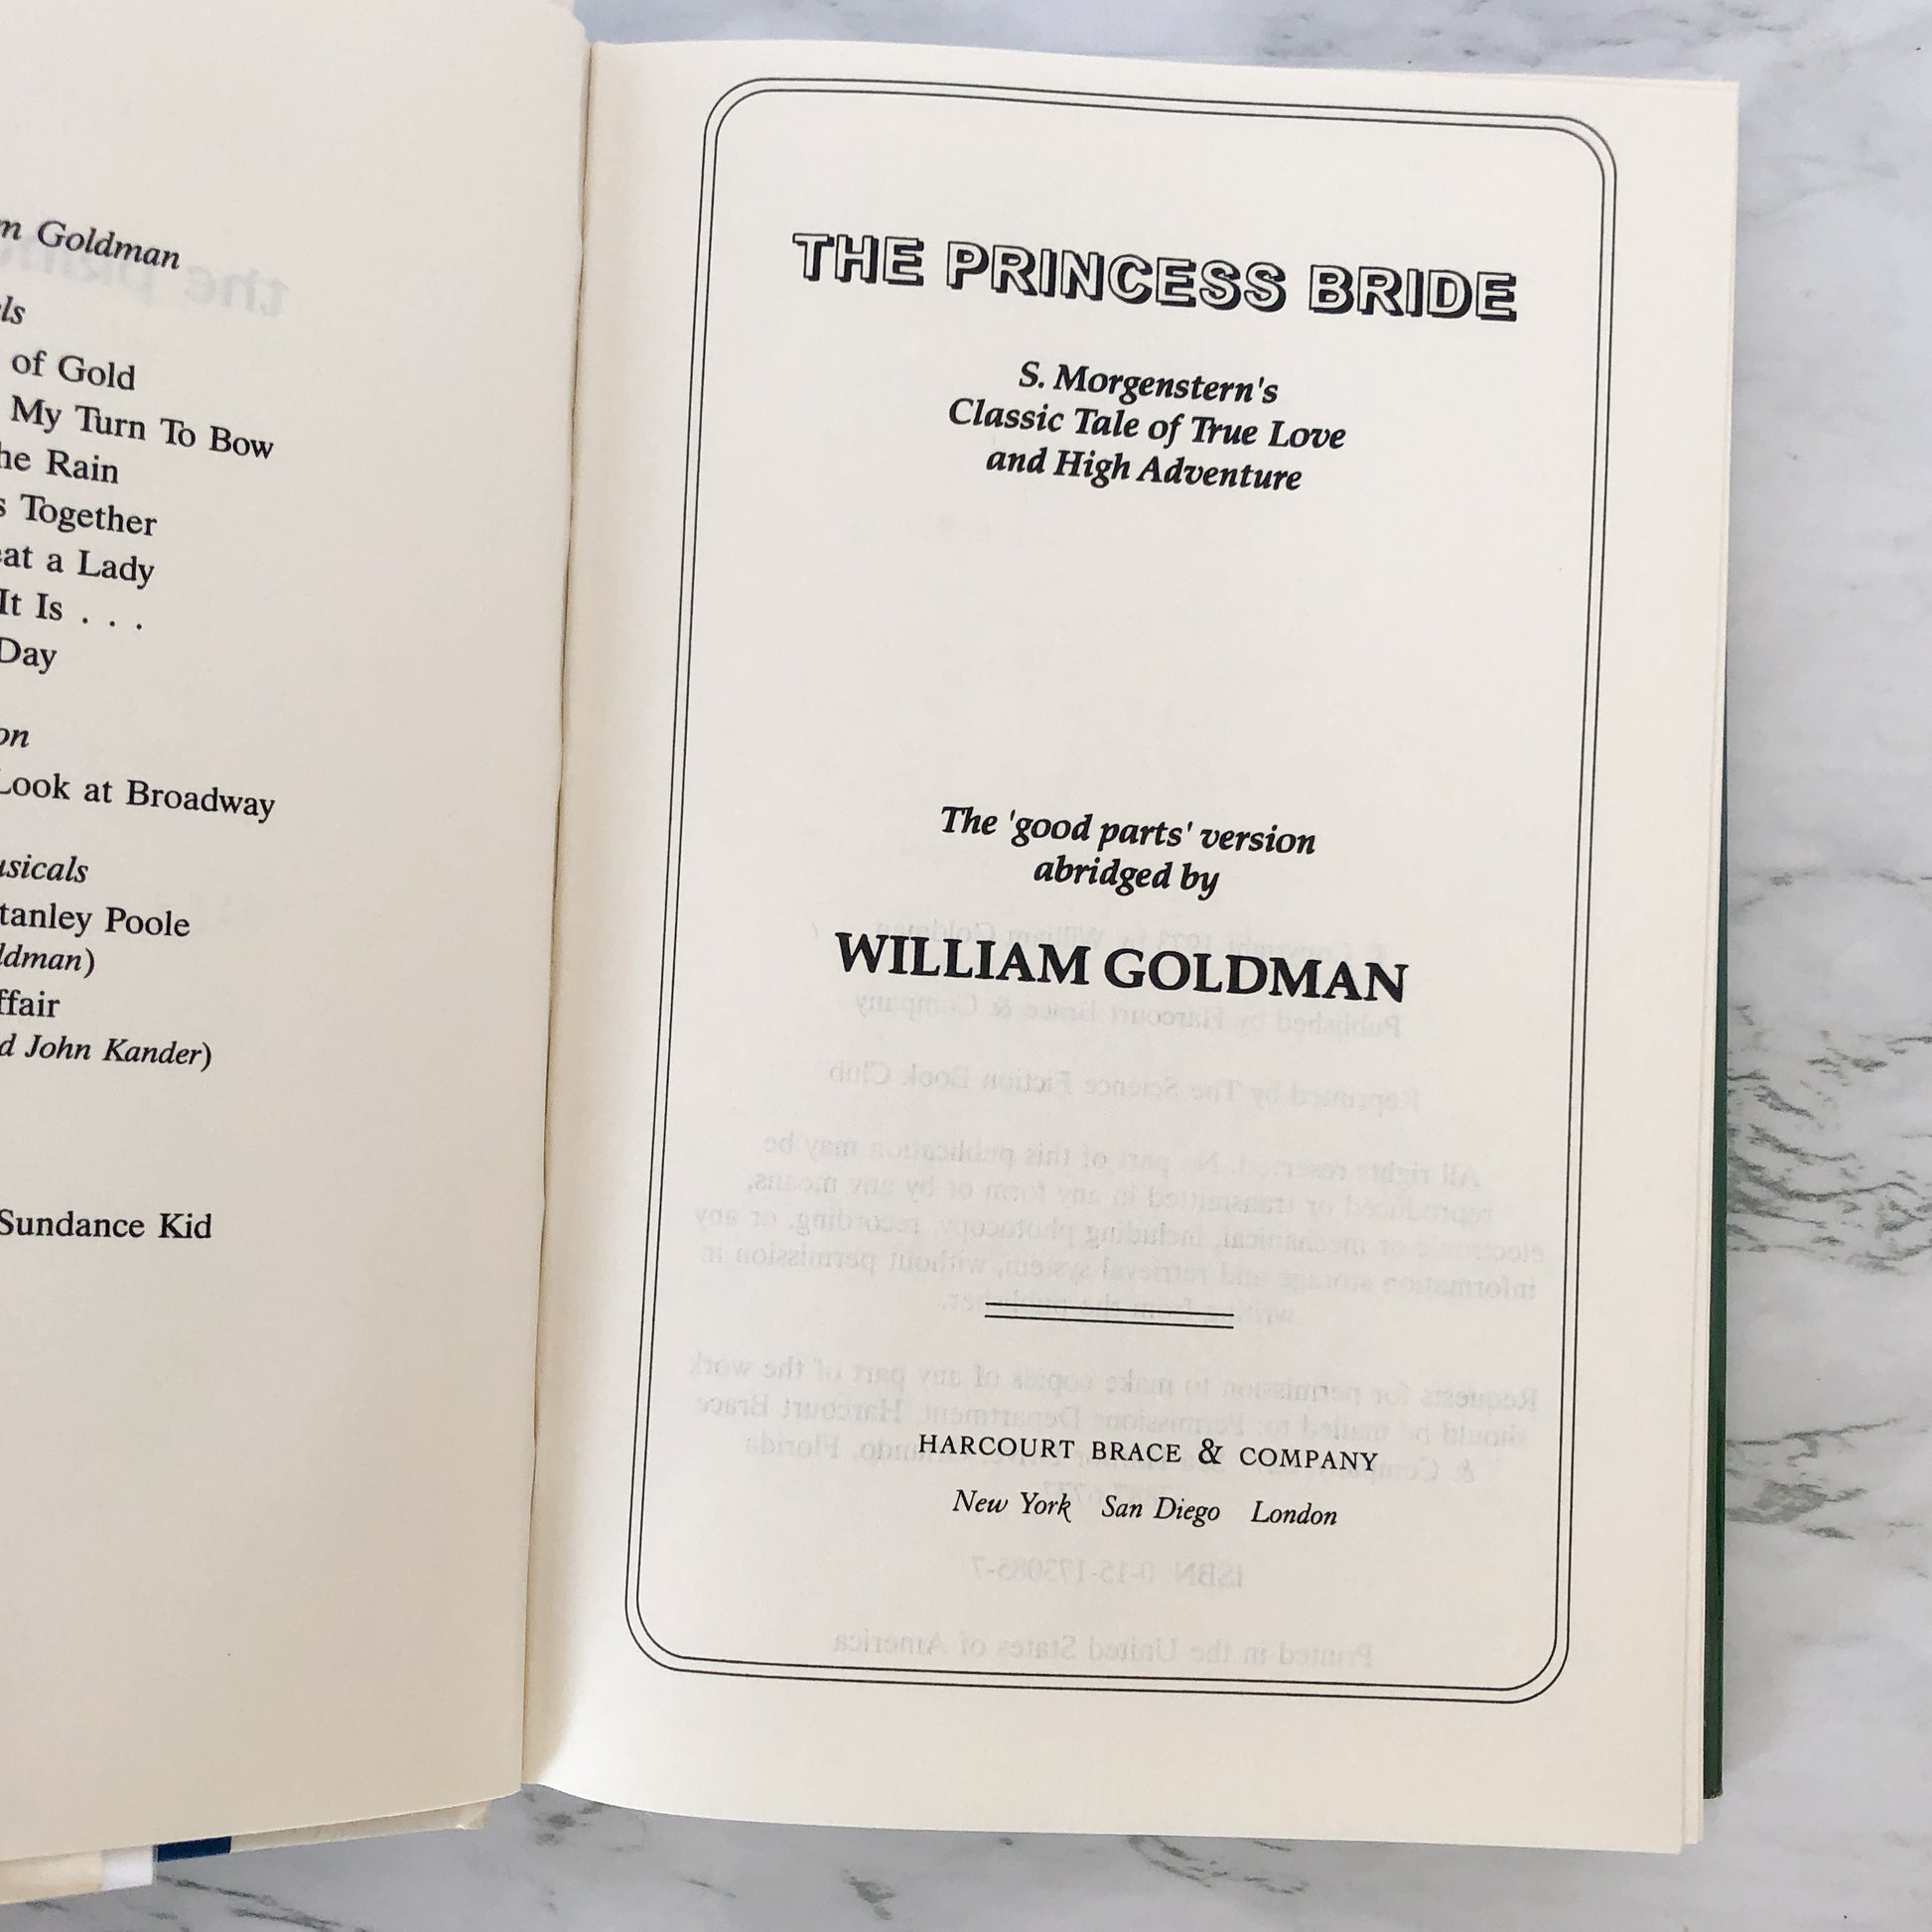 m Goldman
ls
of Gold
My Turn To Bow
he Rain
s Together
eat a Lady
It Is . . .
Day
on
Look at Broadway
usicals
tanley Poole
ldman)
ffair
d John Kander)
Sundance Kid
THE PRINCESS BRIDE
S. Morgenstern's
Classic Tale of True Love
and High Adventure
The 'good parts' version
abridged by
WILLIAM GOLDMAN
HARCOURT BRACE & COMPANY
New York San Diego London